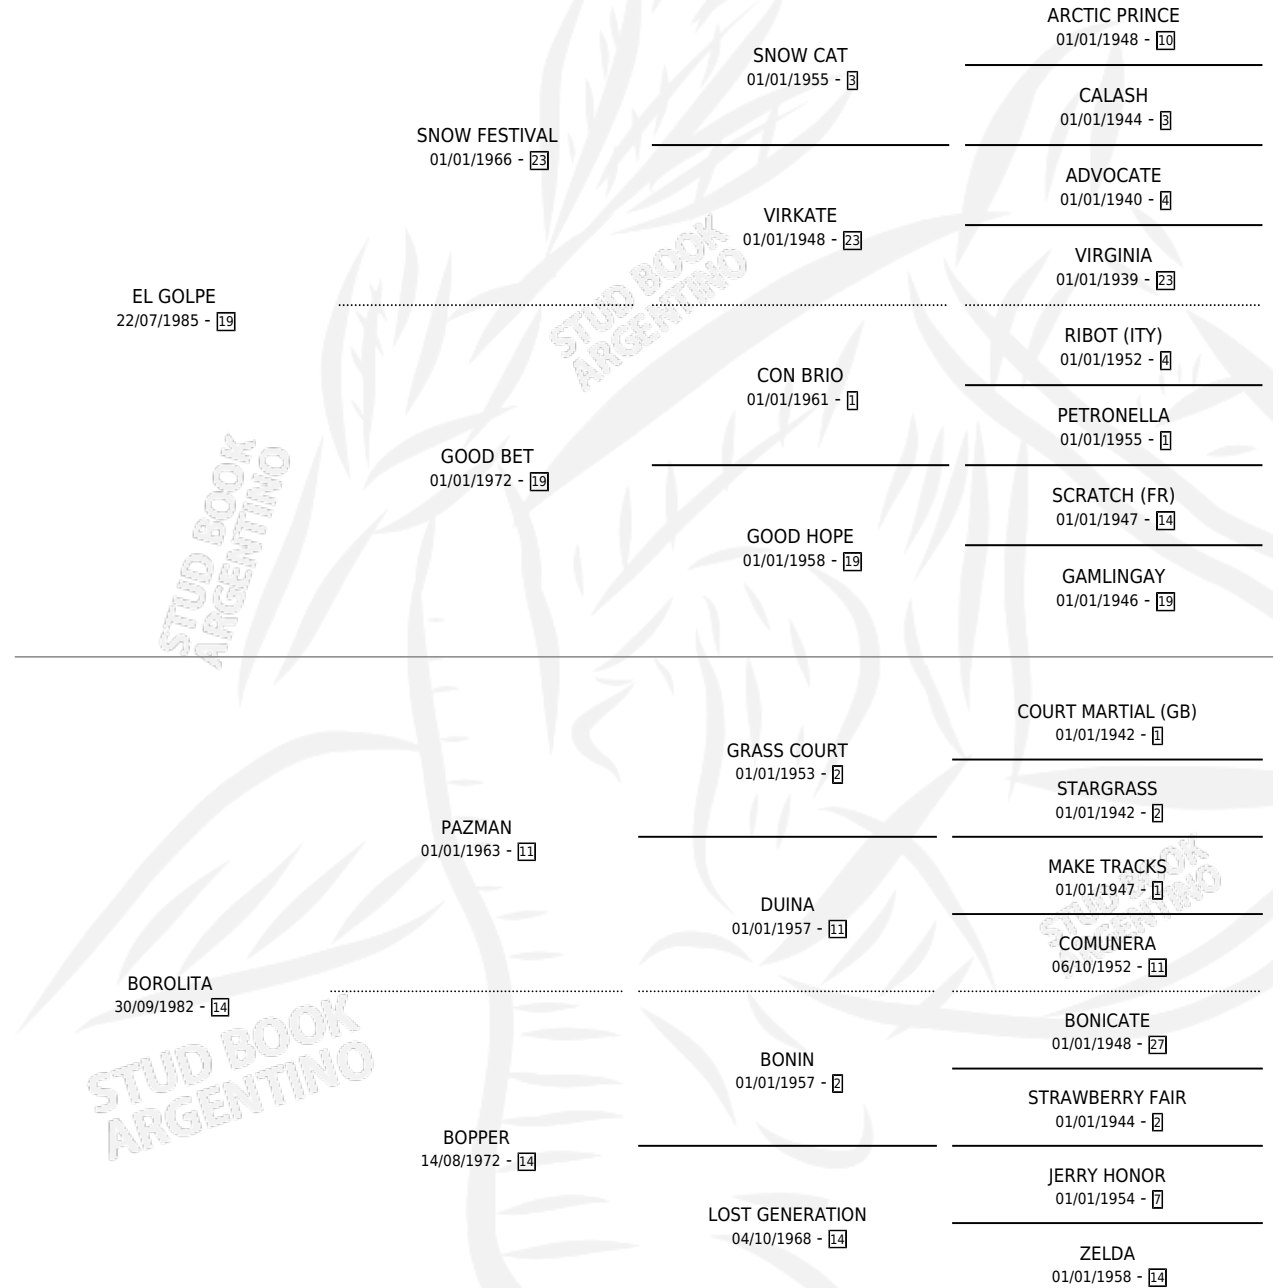 ARCTIC PRINCE
01/01/1948 - 10
SNOW CAT
01/01/1955 - 3
CALASH
01/01/1944 - 3
SNOW FESTIVAL
01/01/1966 - 23
ADVOCATE
01/01/1940 - 4
VIRKATE
01/01/1948 - 23
VIRGINIA
01/01/1939 - 23
EL GOLPE
22/07/1985 - 19
RIBOT (ITY)
01/01/1952 - 4
CON BRIO
01/01/1961 - 1
PETRONELLA
01/01/1955 - 1
GOOD BET
01/01/1972 - 19
SCRATCH (FR)
01/01/1947 - 14
GOOD HOPE
01/01/1958 - 19
GAMLINGAY
01/01/1946 - 19
COURT MARTIAL (GB)
01/01/1942 - 1
GRASS COURT
01/01/1953 - 2
STARGRASS
01/01/1942 - 2
PAZMAN
01/01/1963 - 11
MAKE TRACKS
01/01/1947 - 1
DUINA
01/01/1957 - 11
COMUNERA
06/10/1952 - 11
BOROLITA
30/09/1982 - 14
BONICATE
01/01/1948 - 27
BONIN
01/01/1957 - 2
STRAWBERRY FAIR
01/01/1944 - 2
BOPPER
14/08/1972 - 14
JERRY HONOR
01/01/1954 - 7
LOST GENERATION
04/10/1968 - 14
ZELDA
01/01/1958 - 14
STUD BOOK
ARGENTINO
STUD BOOK
ARGENTINO
STUD BOOK
ARGENTINO
STUD BOOK
ARGENTINO